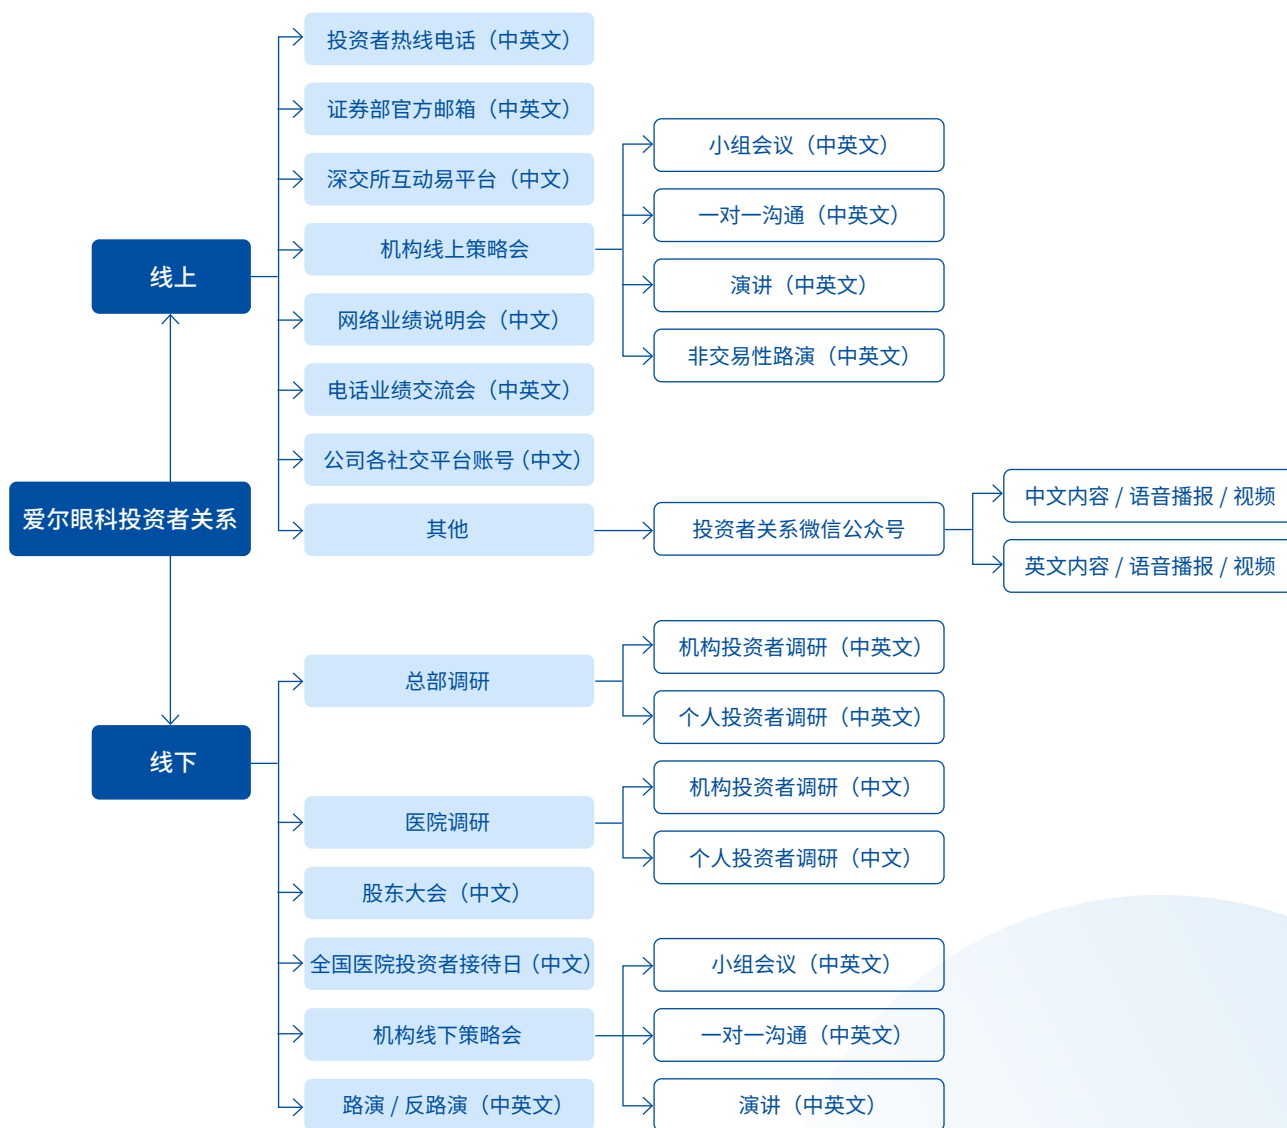 投资者热线电话（中英文）
证券部官方邮箱（中英文）
深交所互动易平台（中文）
机构线上策略会
小组会议（中英文）
一对一沟通（中英文）
演讲（中英文）
非交易性路演（中英文）
线上
网络业绩说明会（中文）
电话业绩交流会（中英文）
公司各社交平台账号（中文）
其他
投资者关系微信公众号
中文内容 / 语音播报 / 视频
英文内容 / 语音播报 / 视频
爱尔眼科投资者关系
线下
总部调研
机构投资者调研（中英文）
个人投资者调研（中英文）
医院调研
机构投资者调研（中文）
个人投资者调研（中文）
股东大会（中文）
全国医院投资者接待日（中文）
机构线下策略会
小组会议（中英文）
一对一沟通（中英文）
演讲（中英文）
路演 / 反路演（中英文）